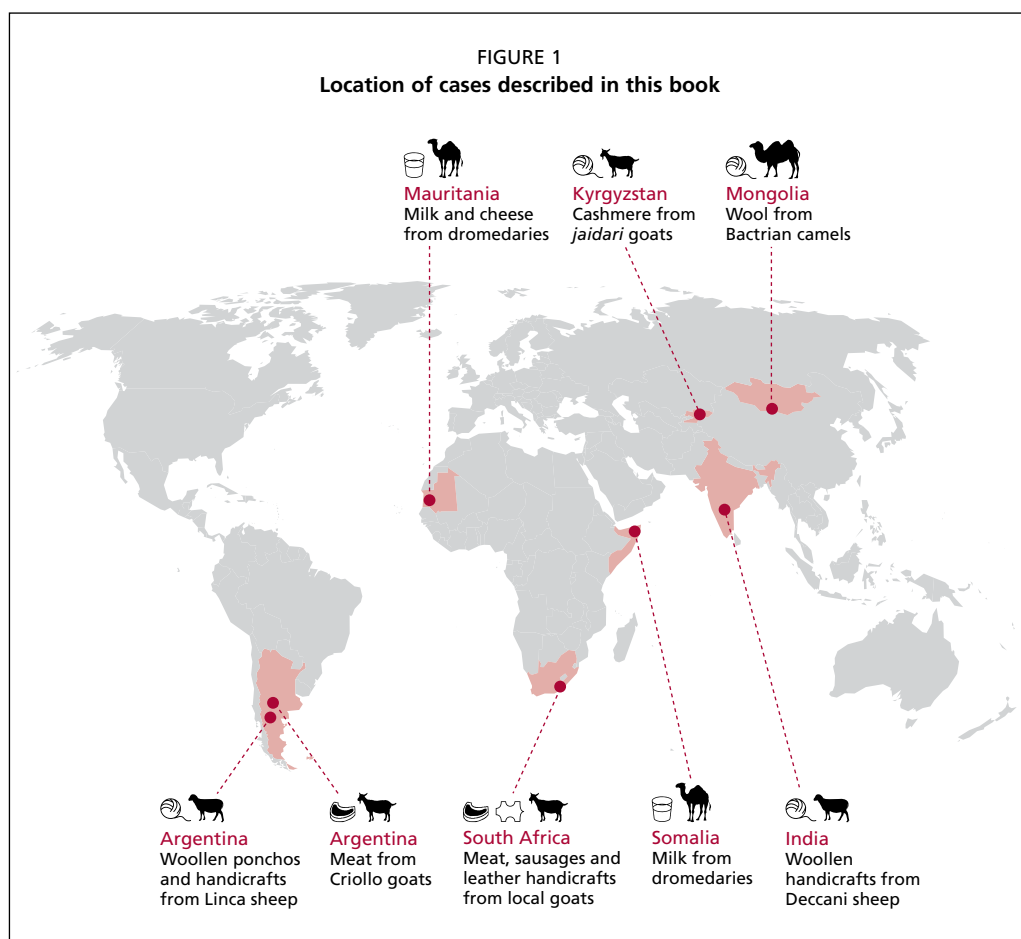 FIGURE 1
Location of cases described in this book
Mauritania
Milk and cheese
from dromedaries
Kyrgyzstan
Cashmere from
jaidari goats
Mongolia
Wool from
Bactrian camels
Argentina
Woollen ponchos
and handicrafts
from Linca sheep
Argentina
Meat from
Criollo goats
South Africa
Meat, sausages and
leather handicrafts
from local goats
Somalia
Milk from
dromedaries
India
Woollen
handicrafts from
Deccani sheep